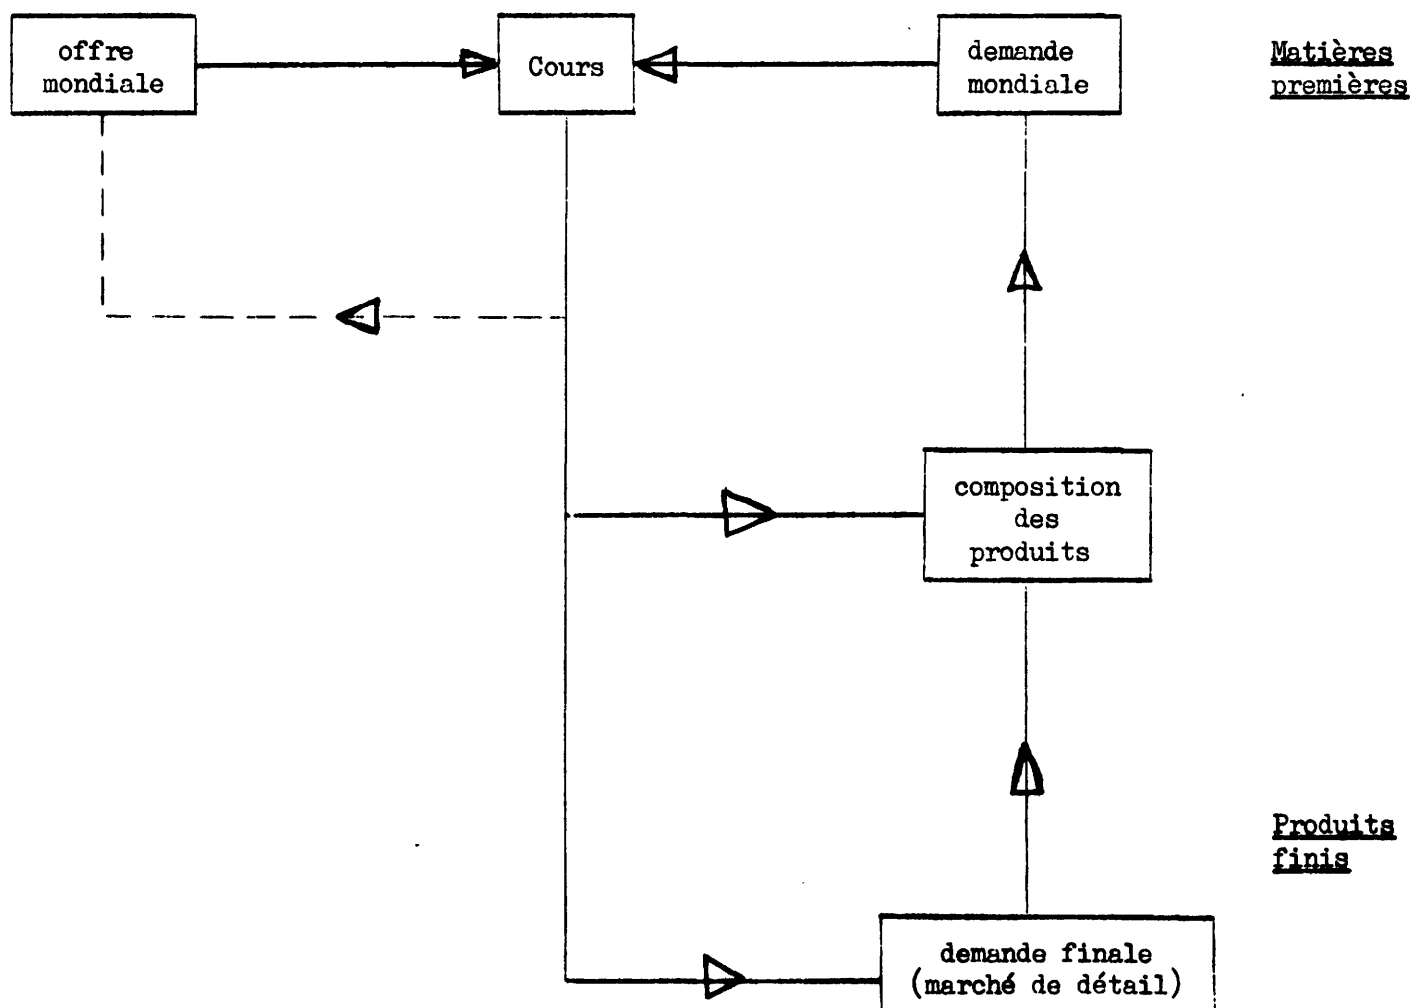 offre
mondiale
Cours
demande
mondiale
Matières
premières
composition
des
produits
Produits
finis
demande finale
(marché de détail)